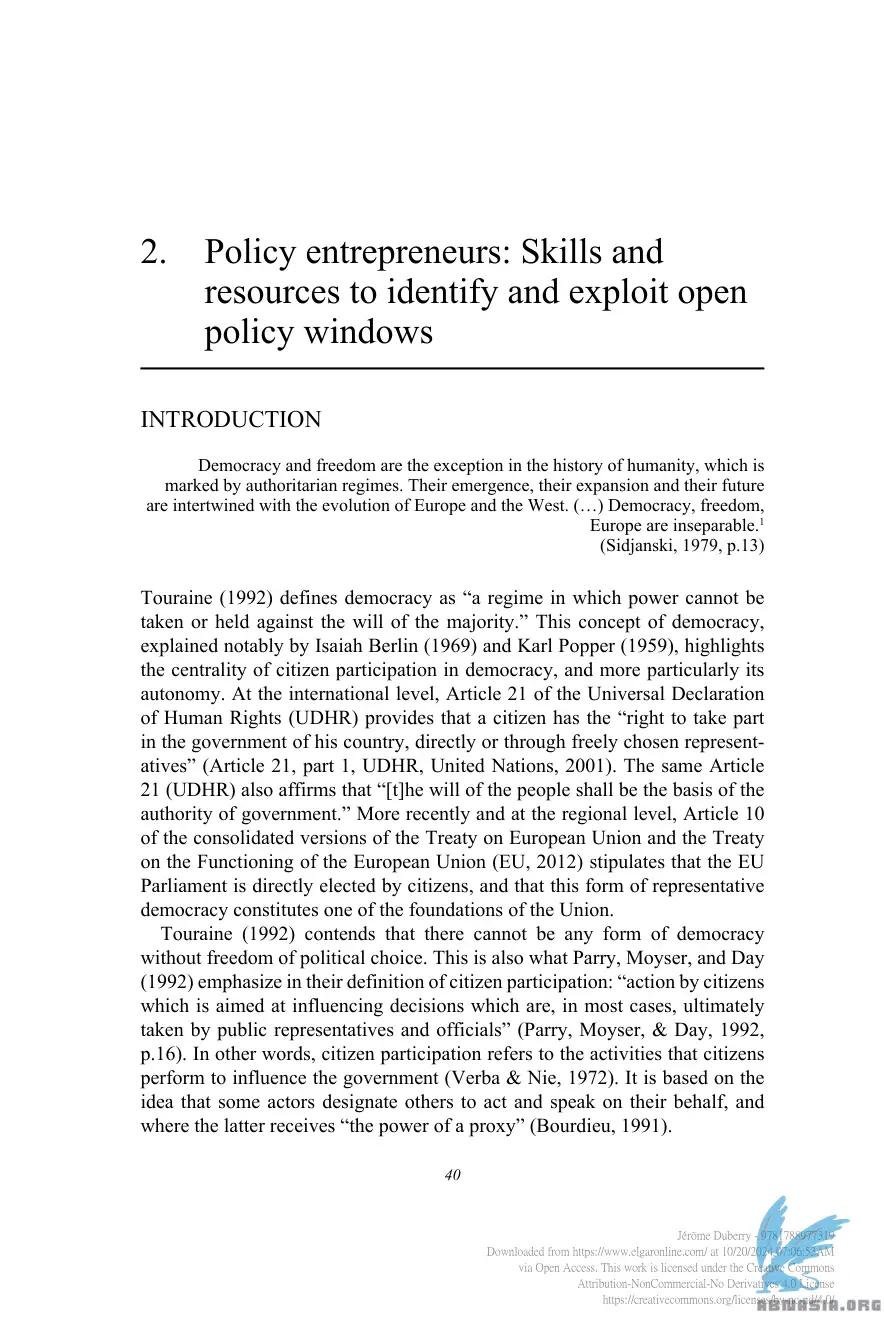 2. Policy entrepreneurs: Skills and
resources to identify and exploit open
policy windows
INTRODUCTION
Democracy and freedom are the exception in the history of humanity, which is
marked by authoritarian regimes. Their emergence, their expansion and their future
are intertwined with the evolution of Europe and the West. (…) Democracy, freedom,
Europe are inseparable.1
(Sidjanski, 1979, p.13)
Touraine (1992) defines democracy as “a regime in which power cannot be
taken or held against the will of the majority.” This concept of democracy,
explained notably by Isaiah Berlin (1969) and Karl Popper (1959), highlights
the centrality of citizen participation in democracy, and more particularly its
autonomy. At the international level, Article 21 of the Universal Declaration
of Human Rights (UDHR) provides that a citizen has the “right to take part
in the government of his country, directly or through freely chosen represent-
atives” (Article 21, part 1, UDHR, United Nations, 2001). The same Article
21 (UDHR) also affirms that “[t]he will of the people shall be the basis of the
authority of government.” More recently and at the regional level, Article 10
of the consolidated versions of the Treaty on European Union and the Treaty
on the Functioning of the European Union (EU, 2012) stipulates that the EU
Parliament is directly elected by citizens, and that this form of representative
democracy constitutes one of the foundations of the Union.
Touraine (1992) contends that there cannot be any form of democracy
without freedom of political choice. This is also what Parry, Moyser, and Day
(1992) emphasize in their definition of citizen participation: “action by citizens
which is aimed at influencing decisions which are, in most cases, ultimately
taken by public representatives and officials” (Parry, Moyser, & Day, 1992,
p.16). In other words, citizen participation refers to the activities that citizens
perform to influence the government (Verba & Nie, 1972). It is based on the
idea that some actors designate others to act and speak on their behalf, and
where the latter receives “the power of a proxy” (Bourdieu, 1991).
40
Jérôme Duberry - 9781788977319
Downloaded from https://www.elgaronline.com/ at 10/20/2024 07:06:52AM
via Open Access. This work is licensed under the Creative Commons
Attribution-NonCommercial-No Derivatives 4.0 License
https://creativecommons.org/licenses/by-nc-nd/4.0/
ABNASIA.ORG